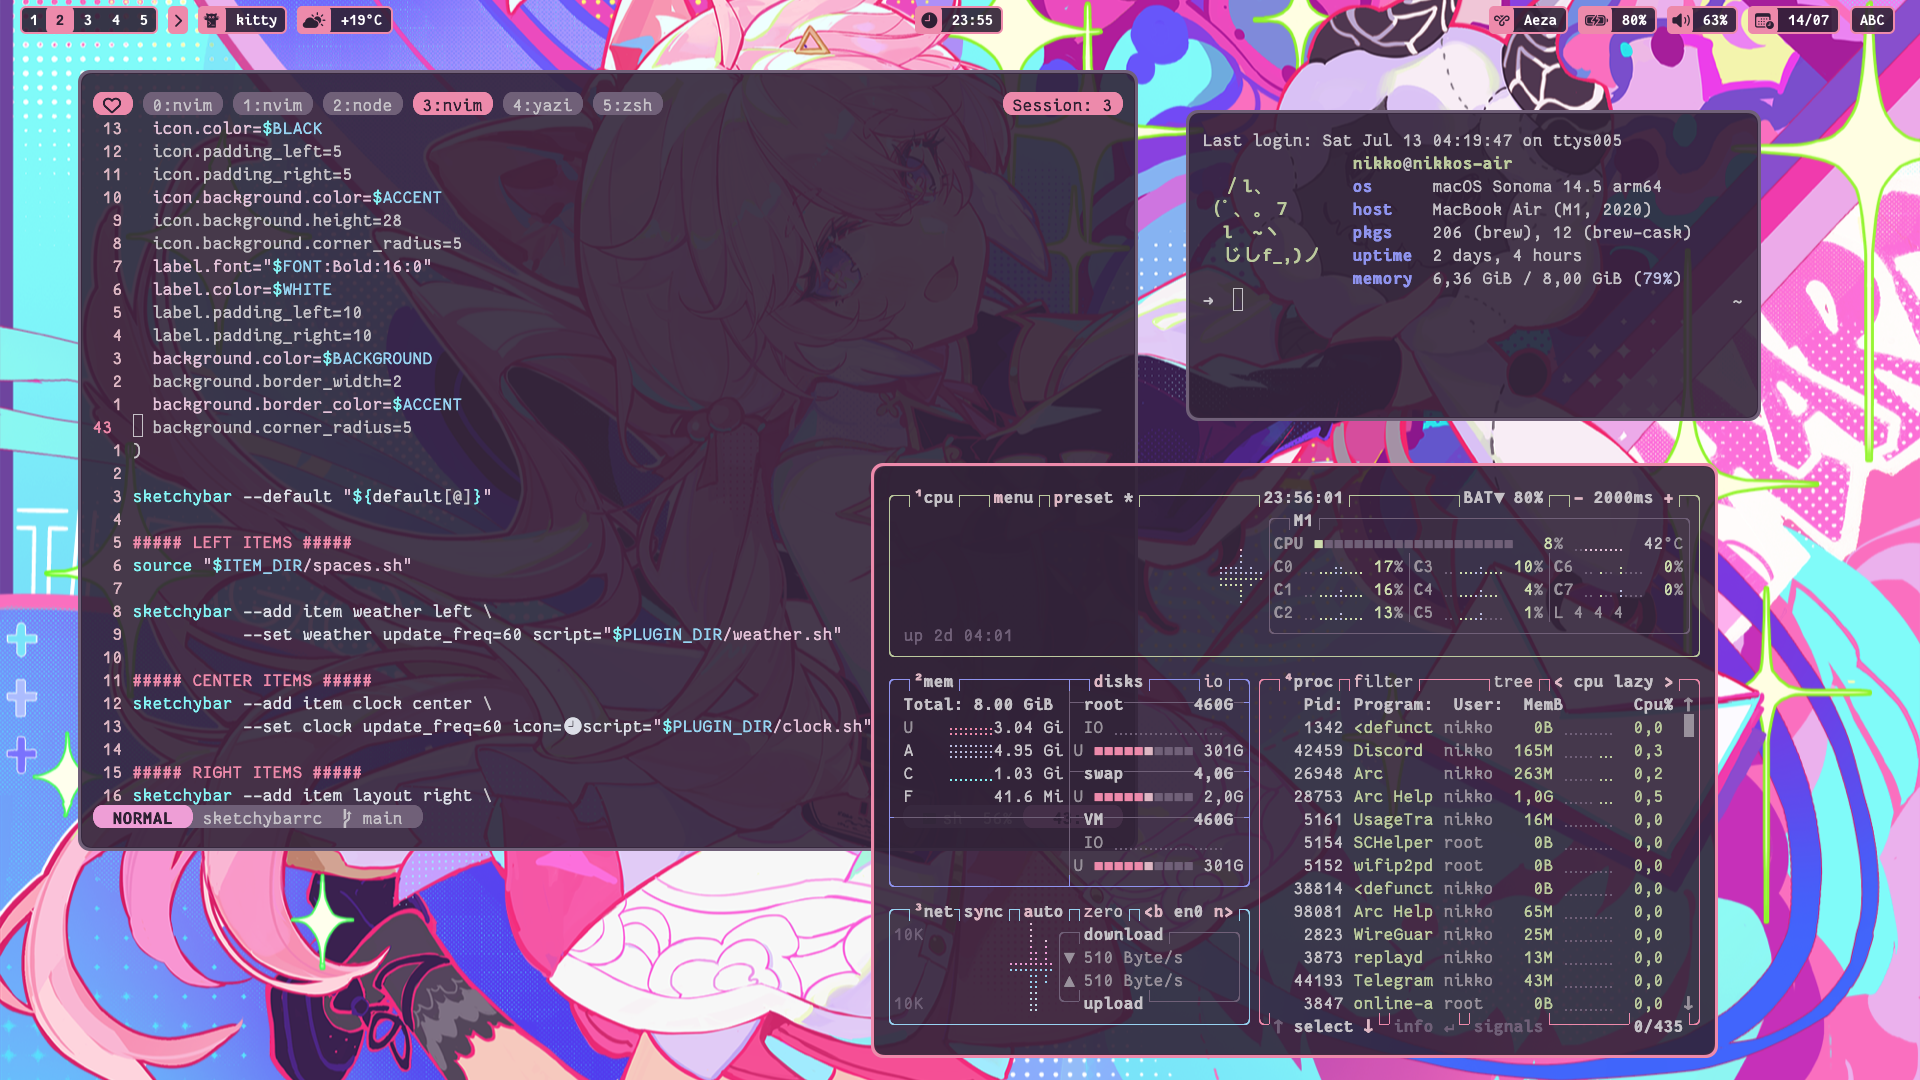 1 2 3 4 5 > kitty +19°C 23:55 Aeza 80% 63% 14/07 ABC
0:nvim 1:nvim 2:node 3:nvim 4:yazi 5:zsh Session: 3
13 icon.color=$BLACK
12 icon.padding_left=5
11 icon.padding_right=5
10 icon.background.color=$ACCENT
9 icon.background.height=28
8 icon.background.corner_radius=5
7 label.font="$FONT:Bold:16:0"
6 label.color=$WHITE
5 label.padding_left=10
4 label.padding_right=10
3 background.color=$BACKGROUND
2 background.border_width=2
1 background.border_color=$ACCENT
43 background.corner_radius=5
1 )
2
3 sketchybar --default "${default[@]}"
4
5 ##### LEFT ITEMS #####
6 source "$ITEM_DIR/spaces.sh"
7
8 sketchybar --add item weather left \
9 --set weather update_freq=60 script="$PLUGIN_DIR/weather.sh"
10
11 ##### CENTER ITEMS #####
12 sketchybar --add item clock center \
13 --set clock update_freq=60 icon=🕘script="$PLUGIN_DIR/clock.sh"
14
15 ##### RIGHT ITEMS #####
16 sketchybar --add item layout right \
NORMAL sketchybarrc main
Last login: Sat Jul 13 04:19:47 on ttys005
nikko@nikkos-air
/l、 os macOS Sonoma 14.5 arm64
(ﾟ、 。7 host MacBook Air (M1, 2020)
l ~ヽ pkgs 206 (brew), 12 (brew-cask)
じしf_,)ノ uptime 2 days, 4 hours
memory 6,36 GiB / 8,00 GiB (79%)
→ ~
¹cpu menu preset * 23:56:01 BAT▼ 80% - 2000ms +
M1
CPU 8% 42°C
C0 17% C3 10% C6 0%
C1 16% C4 4% C7 0%
C2 13% C5 1% L 4 4 4
up 2d 04:01
²mem disks io
Total: 8.00 GiB root 460G
U 3.04 Gi IO
A 4.95 Gi U 301G
C 1.03 Gi swap 4,0G
F 41.6 Mi U 2,0G
VM 460G
IO
U 301G
³net sync auto zero <b en0 n>
10K download
▼ 510 Byte/s
▲ 510 Byte/s
10K upload
⁴proc filter tree < cpu lazy >
Pid: Program: User: MemB Cpu% ↑
1342 <defunct nikko 0B 0,0
42459 Discord nikko 165M 0,3
26948 Arc nikko 263M 0,2
28753 Arc Help nikko 1,0G 0,5
5161 UsageTra nikko 16M 0,0
5154 SCHelper root 0B 0,0
5152 wifip2pd root 0B 0,0
38814 <defunct nikko 0B 0,0
98081 Arc Help nikko 65M 0,0
2823 WireGuar nikko 25M 0,0
3873 replayd nikko 13M 0,0
44193 Telegram nikko 43M 0,0
3847 online-a root 0B 0,0 ↓
↑ select ↓ info ↵ signals 0/435